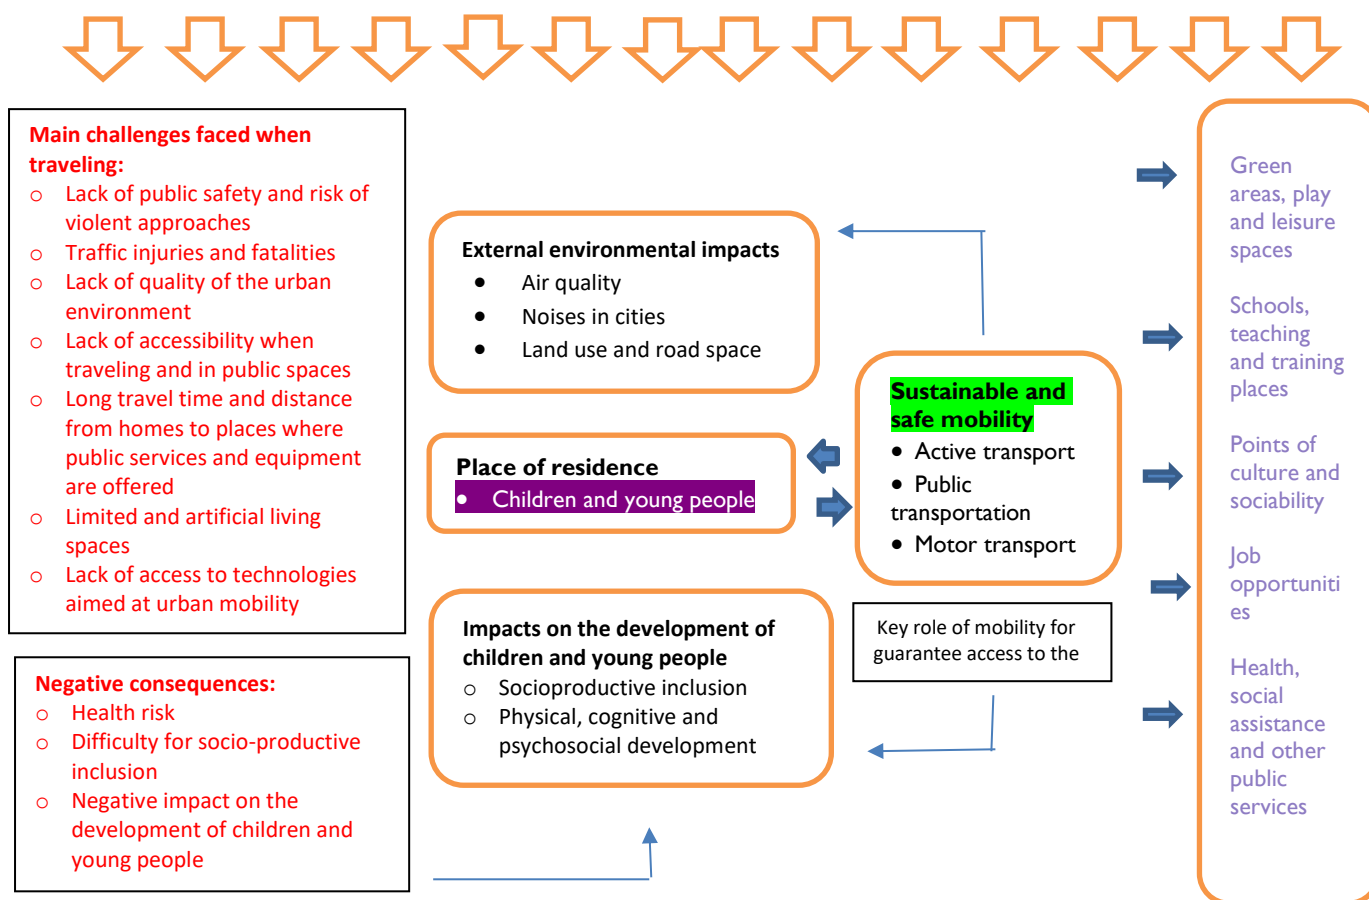 Main challenges faced when
traveling:
o Lack of public safety and risk of
violent approaches
o Traffic injuries and fatalities
o Lack of quality of the urban
environment
o Lack of accessibility when
traveling and in public spaces
o Long travel time and distance
from homes to places where
public services and equipment
are offered
o Limited and artificial living
spaces
o Lack of access to technologies
aimed at urban mobility
Negative consequences:
o Health risk
o Difficulty for socio-productive
inclusion
o Negative impact on the
development of children and
young people
External environmental impacts
• Air quality
• Noises in cities
• Land use and road space
Place of residence
• Children and young people
Impacts on the development of
children and young people
o Socioproductive inclusion
o Physical, cognitive and
psychosocial development
Sustainable and
safe mobility
• Active transport
• Public
transportation
• Motor transport
Key role of mobility for
guarantee access to the
Green
areas, play
and leisure
spaces
Schools,
teaching
and training
places
Points of
culture and
sociability
Job
opportuniti
es
Health,
social
assistance
and other
public
services